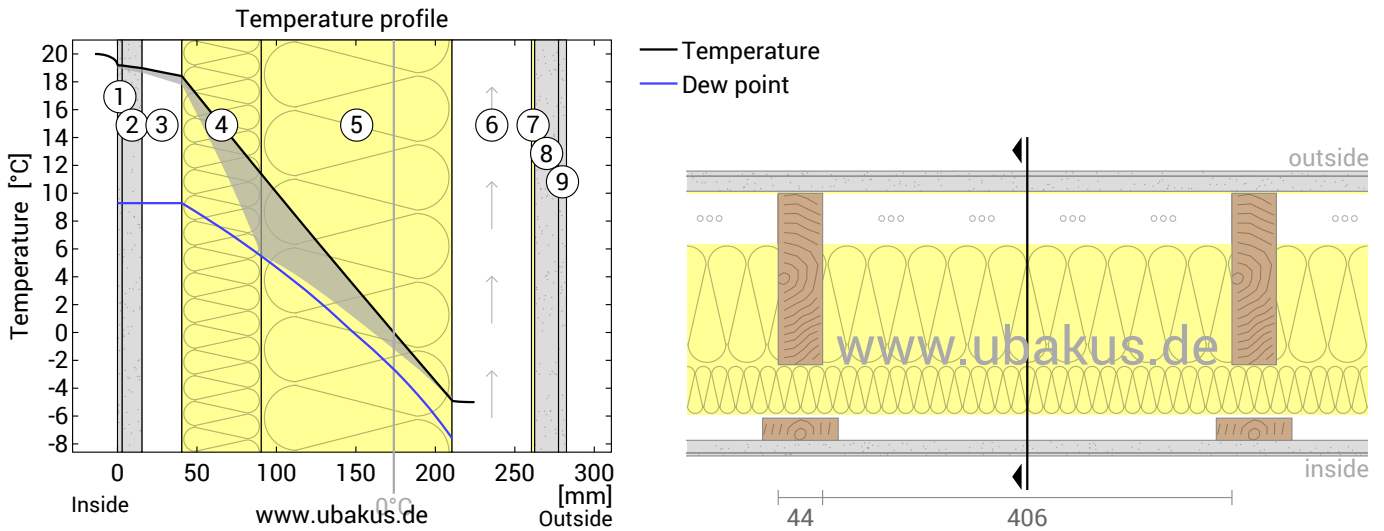 Temperature profile
Temperature [°C]
20
18
16
14
12
10
8
6
4
2
0
-2
-4
-6
-8
1
2
3
4
5
6
7
8
9
0
50
100
150
200
250
300
[mm]
Inside
0°C
www.ubakus.de
Outside
Temperature
Dew point
outside
www.ubakus.de
inside
44
406